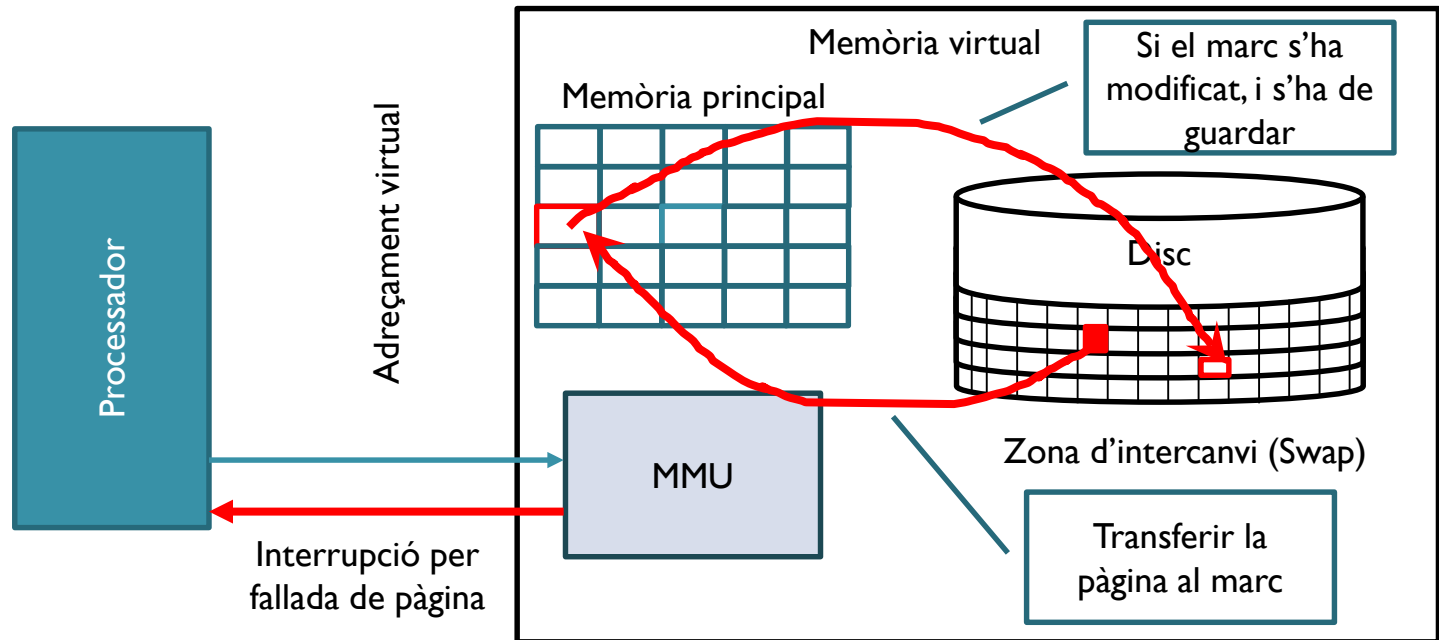 Memòria virtual
Si el marc s’ha
modificat, i s’ha de
guardar
Memòria principal
Processador
Adreçament virtual
Disc
MMU
Zona d’intercanvi (Swap)
Interrupció per
fallada de pàgina
Transferir la
pàgina al marc